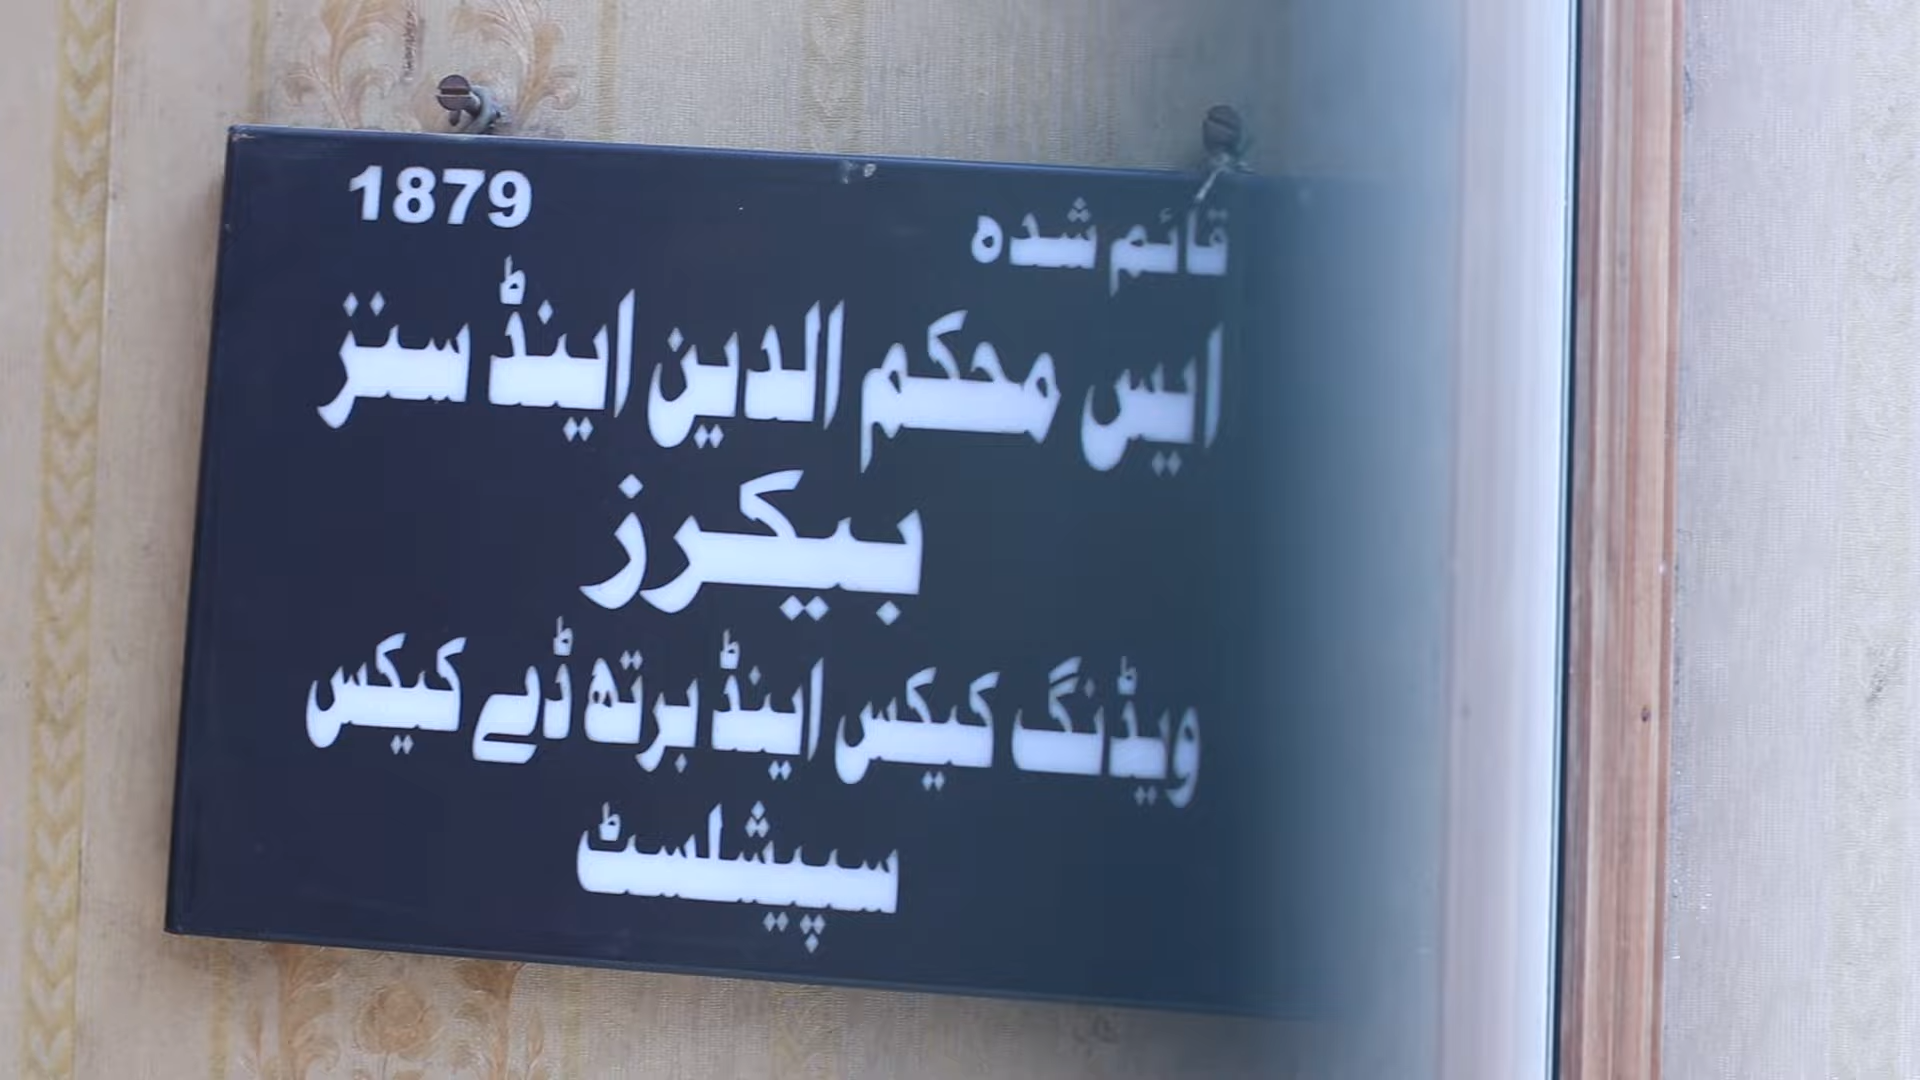 قائم شدہ 1879
ایس محکم الدین اینڈ سنز
بیکرز
ویڈنگ کیکس اینڈ برتھ ڈے کیکس
سپیشلسٹ